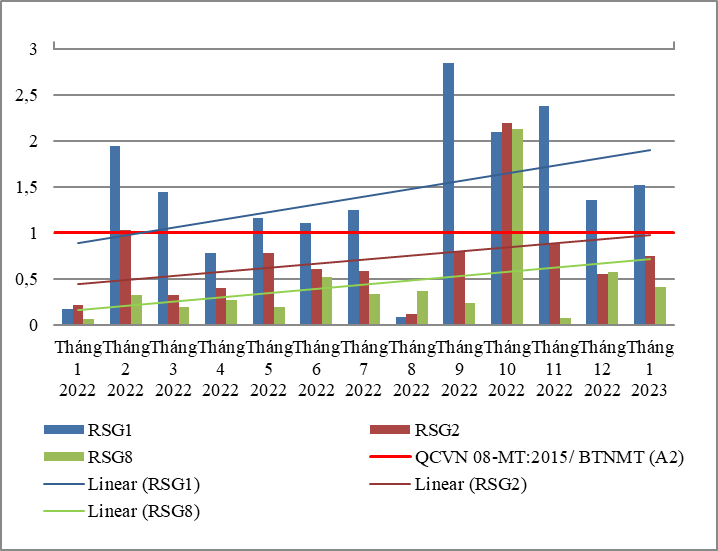 3
2,5
2
1,5
1
0,5
0
Tháng Tháng Tháng Tháng Tháng Tháng Tháng Tháng Tháng Tháng Tháng Tháng Tháng
1 2 3 4 5 6 7 8 9 10 11 12 1
2022 2022 2022 2022 2022 2022 2022 2022 2022 2022 2022 2022 2023
RSG1 RSG2
RSG8 QCVN 08-MT:2015/ BTNMT (A2)
Linear (RSG1) Linear (RSG2)
Linear (RSG8)